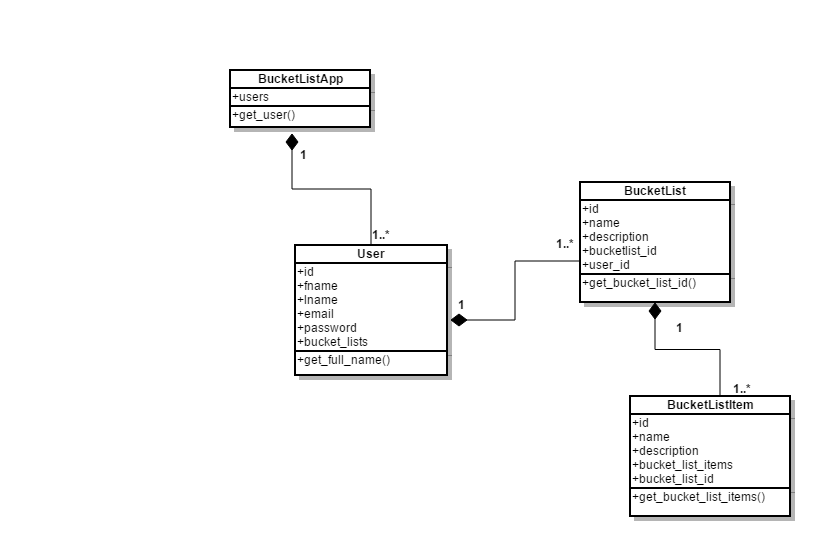 BucketListApp
+users
+get_user()
1
1..*
User
+id
+fname
+lname
+email
+password
+bucket_lists
+get_full_name()
1
1..*
BucketList
+id
+name
+description
+bucketlist_id
+user_id
+get_bucket_list_id()
1
1..*
BucketListItem
+id
+name
+description
+bucket_list_items
+bucket_list_id
+get_bucket_list_items()